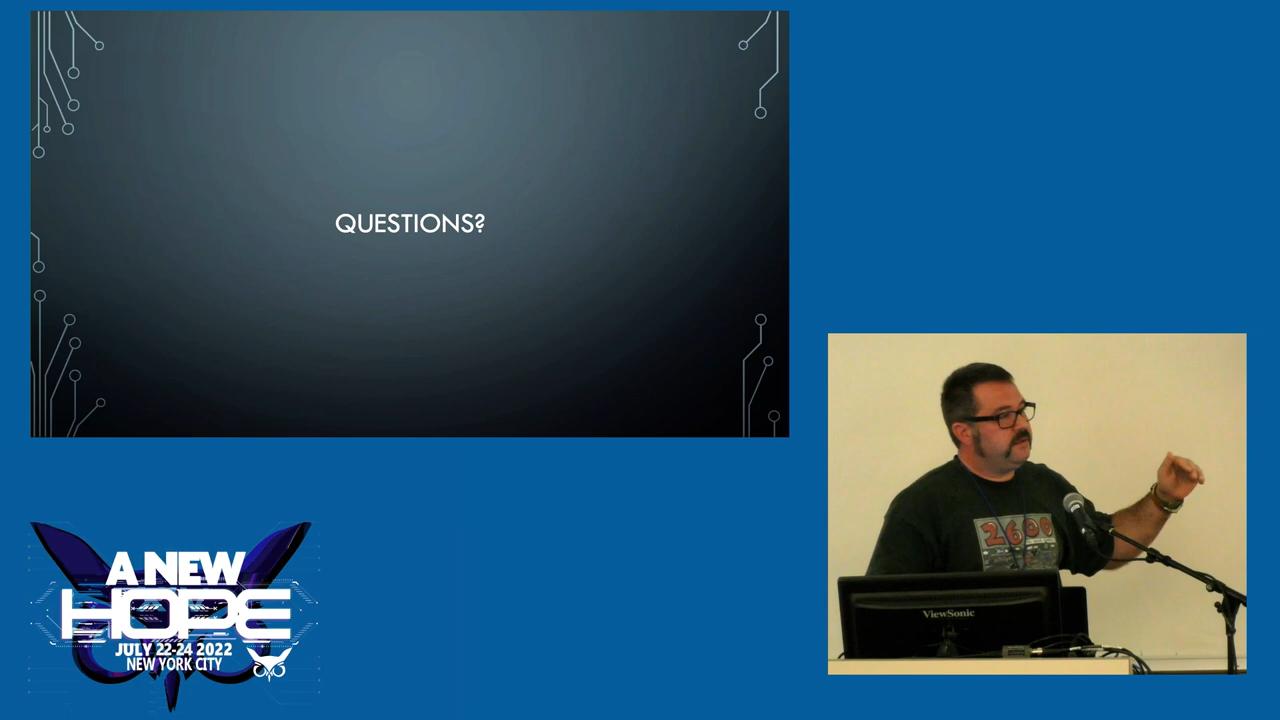 QUESTIONS?
2600
ViewSonic
A NEW
HOPE
JULY 22-24 2022
NEW YORK CITY